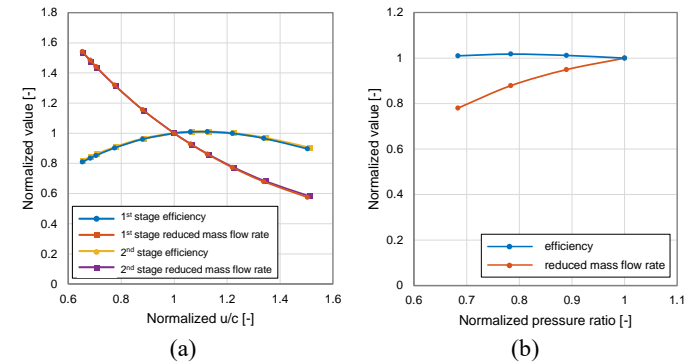 1.8
1.6
1.4
1.2
1
0.8
0.6
0.4
0.2
0
Normalized value [-]
1st stage efficiency
1st stage reduced mass flow rate
2nd stage efficiency
2nd stage reduced mass flow rate
0.6 0.8 1 1.2 1.4 1.6
Normalized u/c [-]
(a)
1.2
1
0.8
0.6
0.4
0.2
0
Normalized value [-]
efficiency
reduced mass flow rate
0.6 0.7 0.8 0.9 1 1.1
Normalized pressure ratio [-]
(b)